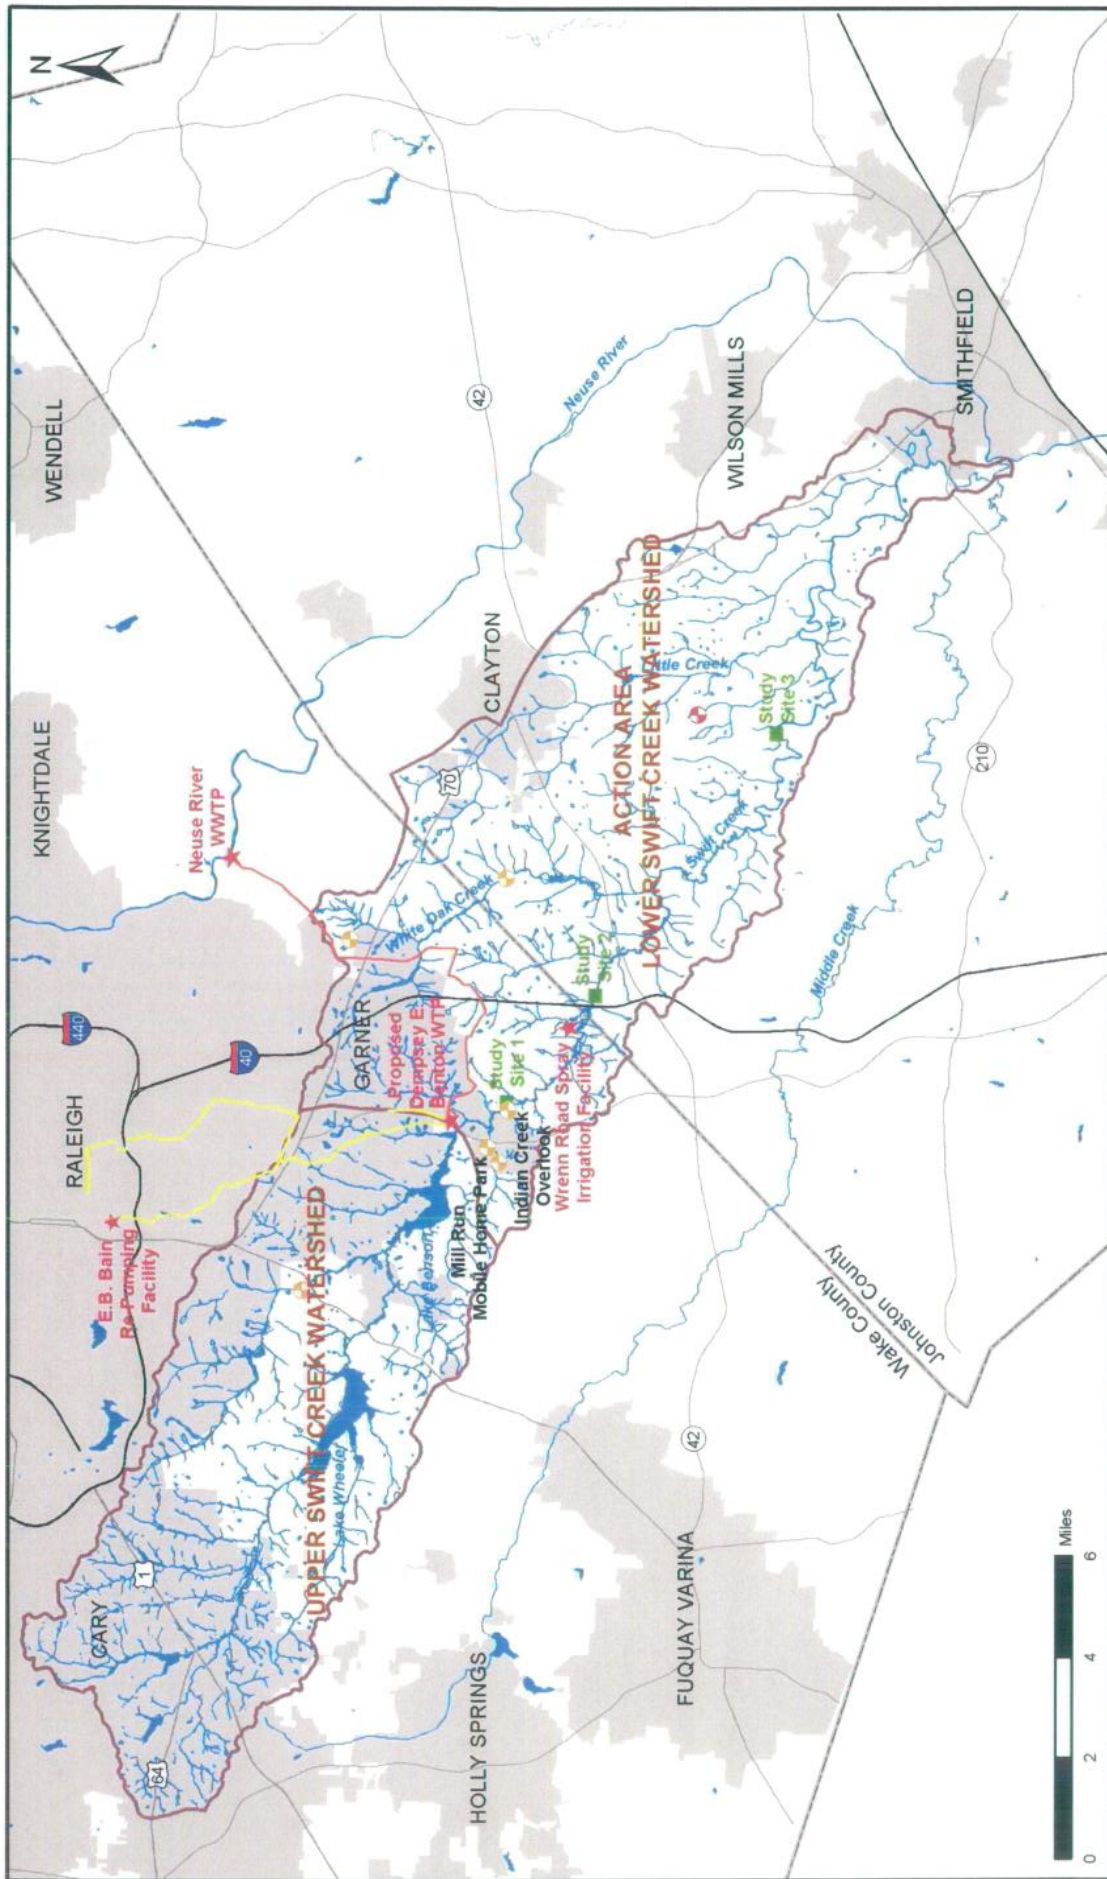 N
WENDELL
KNIGHTDALE
RALEIGH
440
40
Neuse River
WWTP
E.B. Bain
Re-Pumping
Facility
CARY
1
64
GARNER
70
CLAYTON
42
Neuse River
WILSON MILLS
SMITHFIELD
UPPER SWIFT CREEK WATERSHED
Lake Wheeler
Lake Benson
Proposed
Dempsey E.
Benton WTP
White Oak Creek
Study
Site 1
Mill Run
Mobile Home Park
Indian Creek
Overlook
Wrenn Road Spray
Irrigation Facility
Study
Site 2
ACTION AREA
LOWER SWIFT CREEK WATERSHED
Little Creek
Swift Creek
Study
Site 3
Middle Creek
210
Wake County
Johnston County
42
HOLLY SPRINGS
FUQUAY VARINA
0 2 4 6
Miles